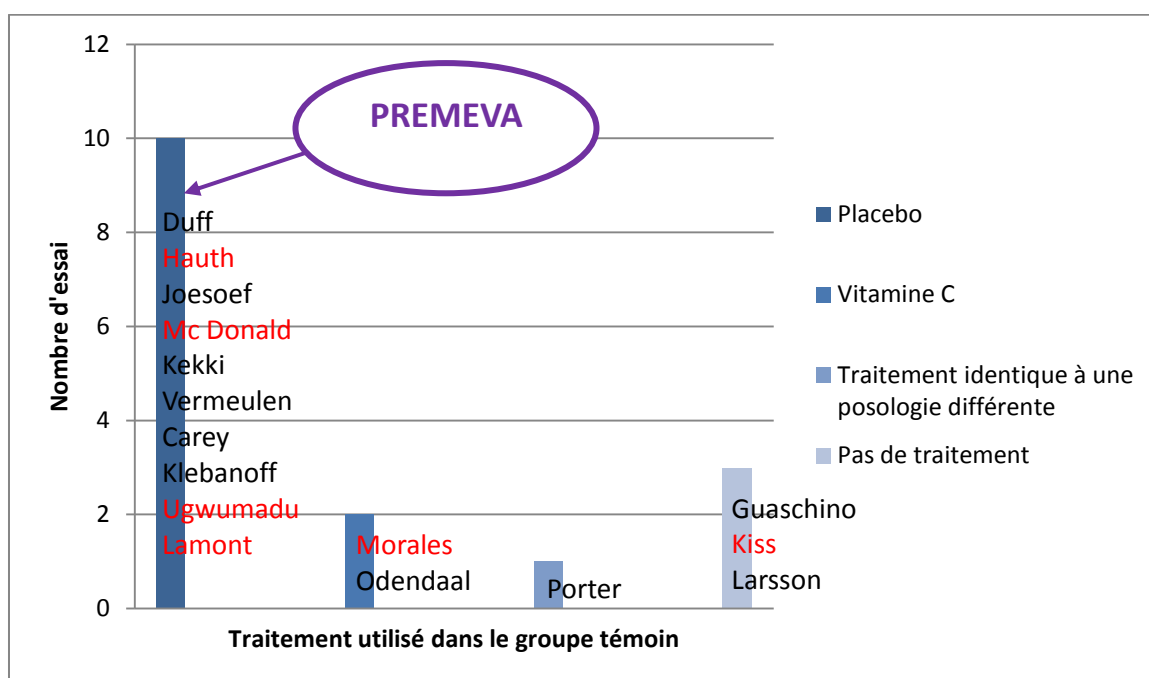 12
10
8
6
4
2
0
Nombre d'essai
PREMEVA
Duff
Hauth
Joesoef
Mc Donald
Kekki
Vermeulen
Carey
Klebanoff
Ugwumadu
Lamont
Morales
Odendaal
Porter
Guaschino
Kiss
Larsson
Traitement utilisé dans le groupe témoin
Placebo
Vitamine C
Traitement identique à une
posologie différente
Pas de traitement